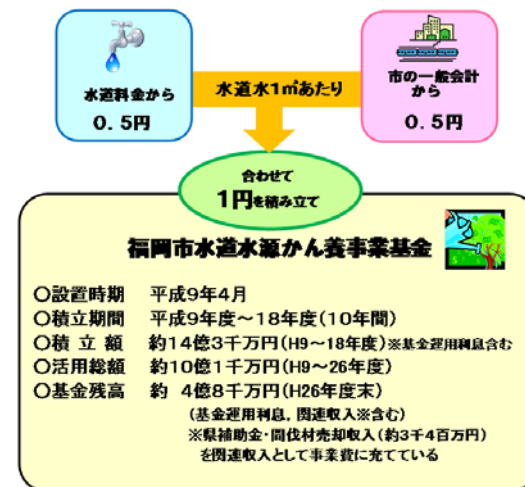 水道料金から
0.5円
水道水1㎥あたり
市の一般会計
から
0.5円
合わせて
1円を積み立て
福岡市水道水源かん養事業基金
○設置時期 平成9年4月
○積立期間 平成9年度～18年度(10年間)
○積立額 約14億3千万円(H9～18年度)※基金運用利息含む
○活用総額 約10億1千万円(H9～26年度)
○基金残高 約 4億8千万円(H26年度末)
(基金運用利息，関連収入※含む)
※県補助金・間伐材売却収入(約3千4百万円)
を関連収入として事業費に充てている